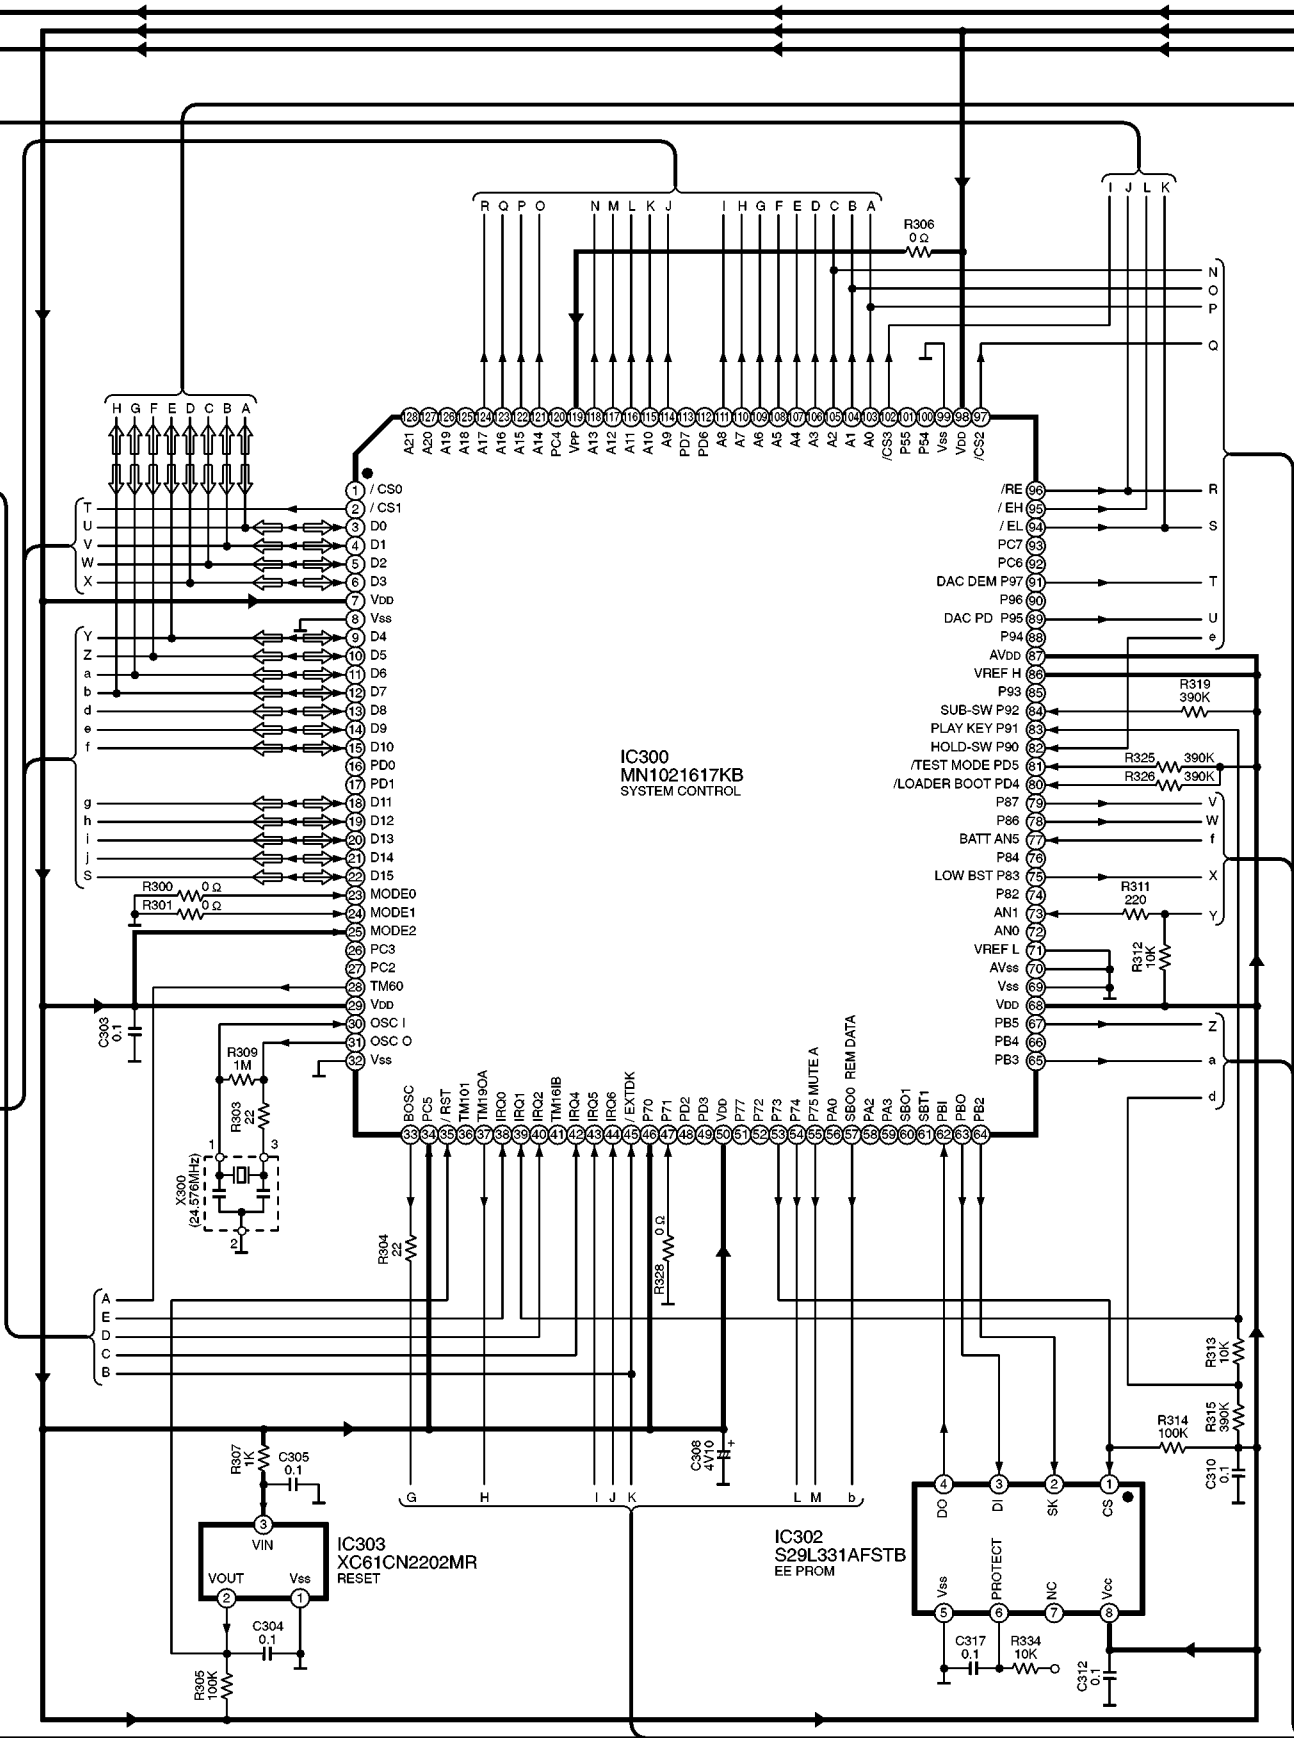 I J L K
R Q P O N M L K J I H G F E D C B A
R306
0 Ω
N
O
P
Q
H G F E D C B A
128 127 126 125 124 123 122 121 120 119 118 117 116 115 114 113 112 111 110 109 108 107 106 105 104 103 102 101 100 99 98 97
A21 A20 A19 A18 A17 A16 A15 A14 PC4 VPP A13 A12 A11 A10 A9 PD7 PD6 A8 A7 A6 A5 A4 A3 A2 A1 A0 /CS3 P55 P54 Vss VDD /CS2
1 / CS0
T 2 / CS1
U 3 D0
V 4 D1
W 5 D2
X 6 D3
7 VDD
8 Vss
Y 9 D4
Z 10 D5
a 11 D6
b 12 D7
d 13 D8
e 14 D9
f 15 D10
16 PD0
17 PD1
g 18 D11
h 19 D12
i 20 D13
j 21 D14
S 22 D15
R300 0 Ω 23 MODE0
R301 0 Ω 24 MODE1
25 MODE2
26 PC3
27 PC2
28 TM60
29 VDD
C303
0.1
30 OSC I
31 OSC O
32 Vss
IC300
MN1021617KB
SYSTEM CONTROL
/RE 96 R
/ EH 95
/ EL 94 S
PC7 93
PC6 92
DAC DEM P97 91 T
P96 90
DAC PD P95 89 U
P94 88 e
AVDD 87
VREF H 86
P93 85
R319
390K
SUB-SW P92 84
PLAY KEY P91 83
HOLD-SW P90 82
/TEST MODE PD5 81 R325 390K
/LOADER BOOT PD4 80 R326 390K
P87 79 V
P86 78 W
BATT AN5 77 f
P84 76
LOW BST P83 75 X
P82 74
R311
220
AN1 73 Y
AN0 72
R312
10K
VREF L 71
AVss 70
Vss 69
VDD 68
PB5 67 Z
PB4 66
PB3 65 a
d
R309
1M
R303
22
1 3
X300
(24.576MHz)
2
BOSC PC5 / RST TM101 TM19OA IRQ0 IRQ1 IRQ2 TM16IB IRQ4 IRQ5 IRQ6 / EXTDK P70 P71 PD2 PD3 VDD P77 P72 P73 P74 P75 MUTE A PA0 SBO0 REM DATA PA2 PA3 SBO1 SBT1 PBI PBO PB2
33 34 35 36 37 38 39 40 41 42 43 44 45 46 47 48 49 50 51 52 53 54 55 56 57 58 59 60 61 62 63 64
R304
22
R328 0 Ω
A
E
D
C
B
R313
10K
R315
390K
R314
100K
C310
0.1
R307
1K
C305
0.1
C308
4V10
+
G H I J K L M b
3
VIN
IC303
XC61CN2202MR
RESET
VOUT Vss
2 1
C304
0.1
R305
100K
IC302
S29L331AFSTB
EE PROM
4 3 2 1
DO DI SK CS
Vss PROTECT NC Vcc
5 6 7 8
C317
0.1
R334
10K
C312
0.1